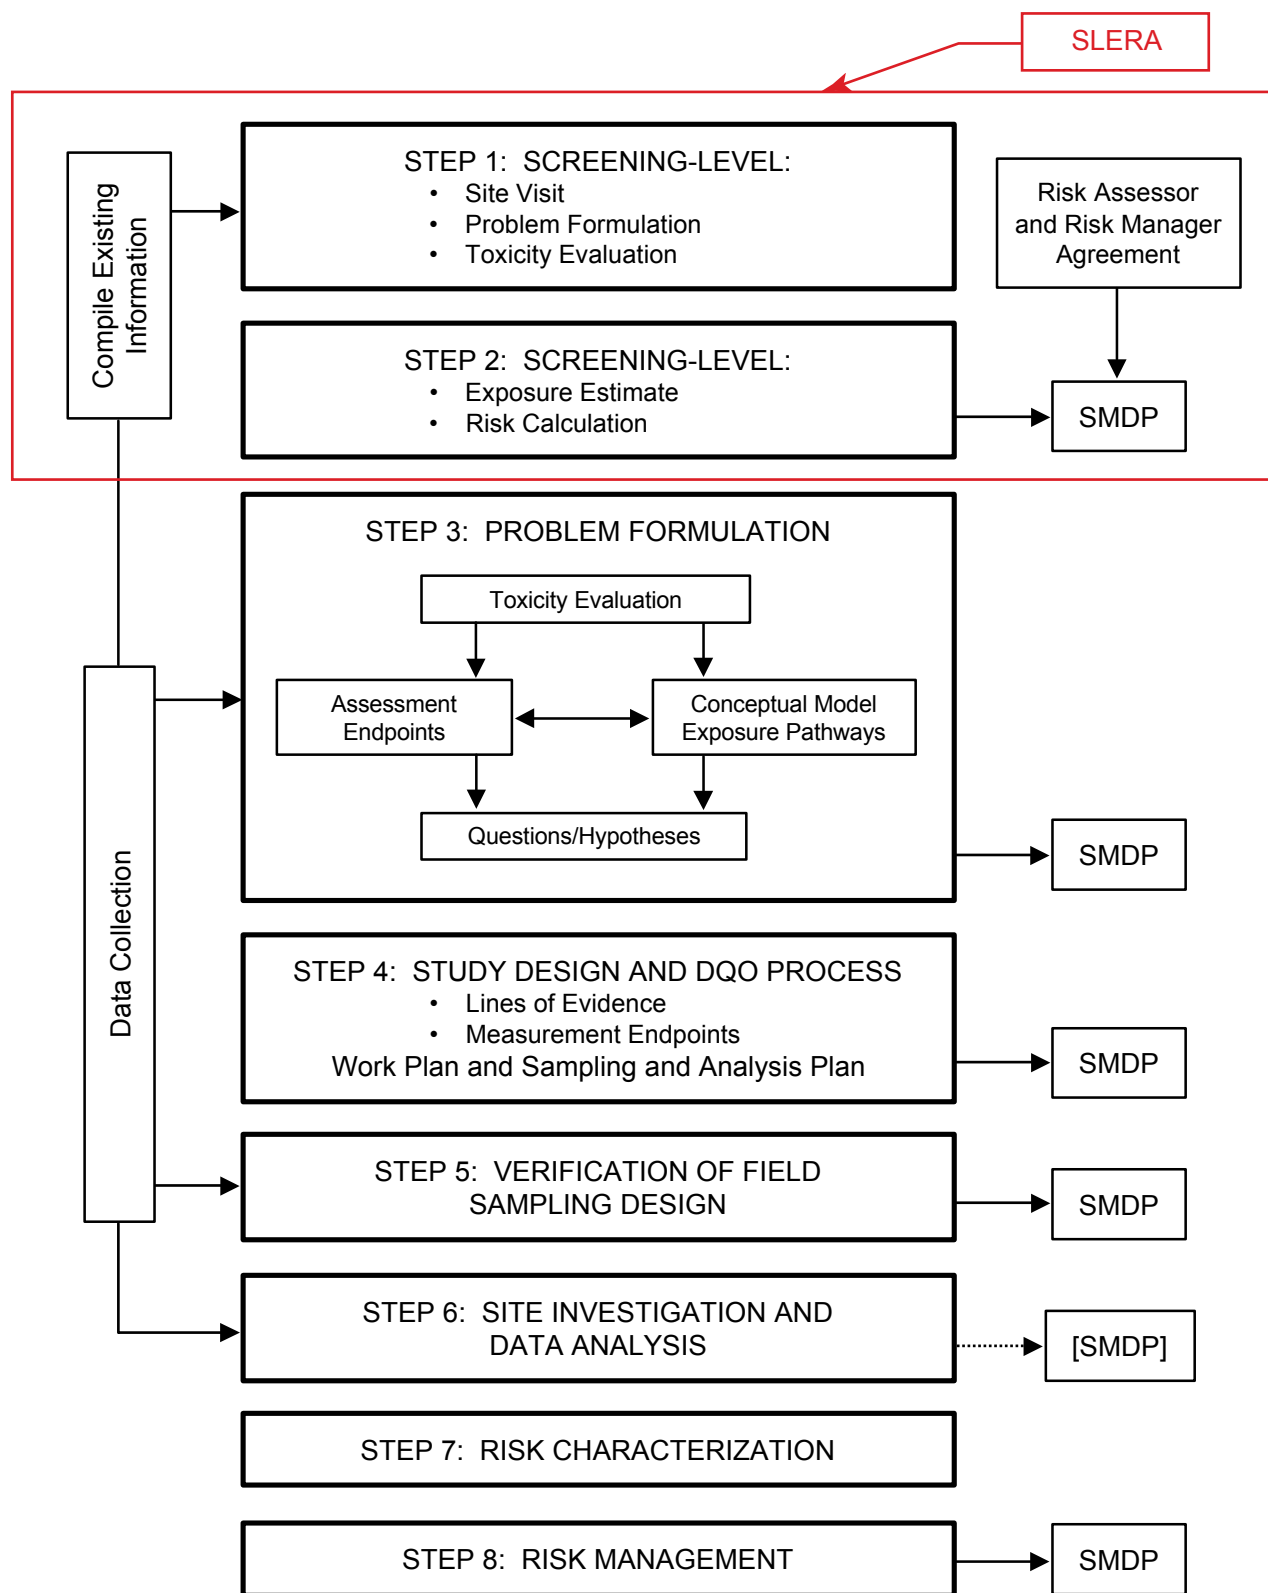 SLERA
Compile Existing
Information
STEP 1: SCREENING-LEVEL:
• Site Visit
• Problem Formulation
• Toxicity Evaluation
Risk Assessor
and Risk Manager
Agreement
STEP 2: SCREENING-LEVEL:
• Exposure Estimate
• Risk Calculation
SMDP
Data Collection
STEP 3: PROBLEM FORMULATION
Toxicity Evaluation
Assessment
Endpoints
Conceptual Model
Exposure Pathways
Questions/Hypotheses
SMDP
STEP 4: STUDY DESIGN AND DQO PROCESS
• Lines of Evidence
• Measurement Endpoints
Work Plan and Sampling and Analysis Plan
SMDP
STEP 5: VERIFICATION OF FIELD
SAMPLING DESIGN
SMDP
STEP 6: SITE INVESTIGATION AND
DATA ANALYSIS
[SMDP]
STEP 7: RISK CHARACTERIZATION
STEP 8: RISK MANAGEMENT
SMDP